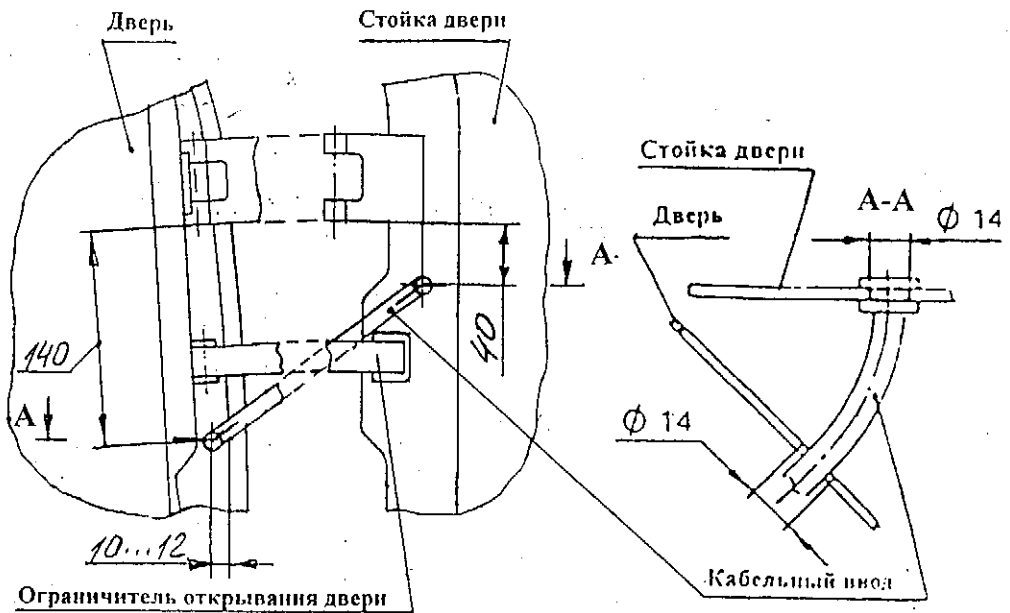 Дверь
Стойка двери
Стойка двери
А-А
Ø 14
Дверь
А
140
40
А
Ø 14
10...12
Кабельный ввод
Ограничитель открывания двери